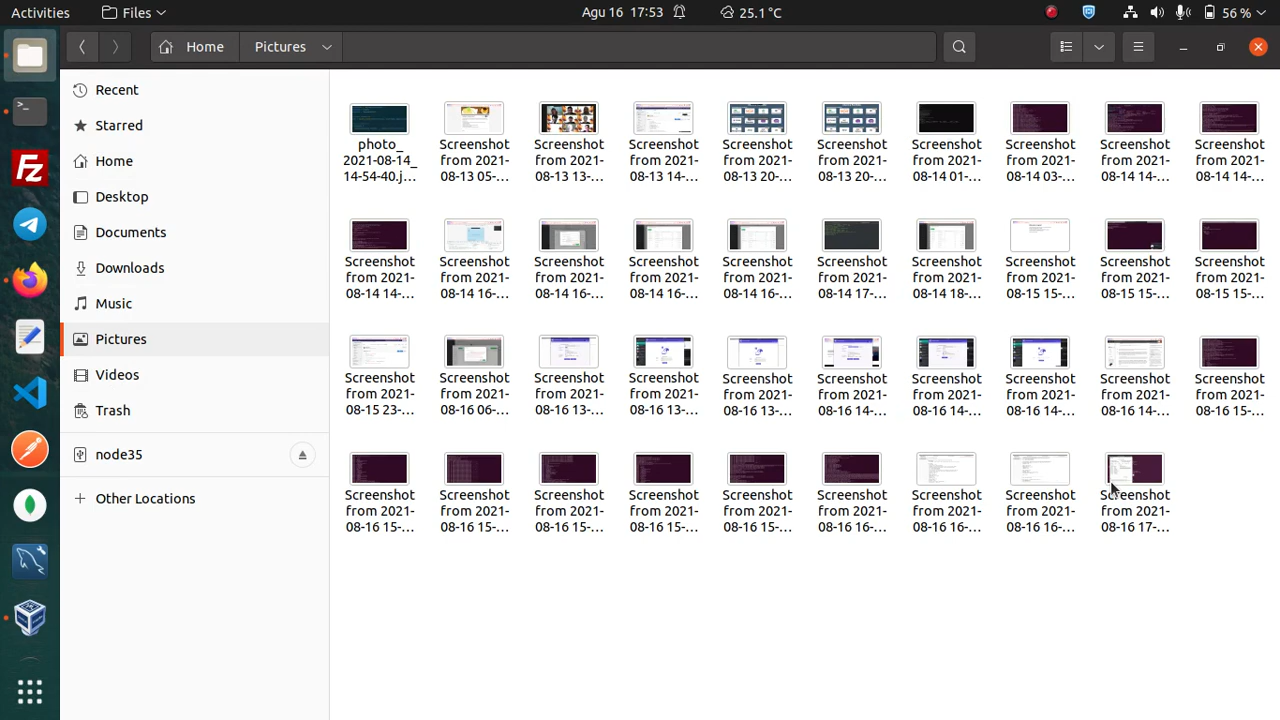 Activities
Files
Agu 16 17:53
25.1 °C
56 %
Home
Pictures
Recent
Starred
Home
Desktop
Documents
Downloads
Music
Pictures
Videos
Trash
node35
Other Locations
photo_
2021-08-14_
14-54-40.j…
Screenshot
from 2021-
08-13 05-…
Screenshot
from 2021-
08-13 13-…
Screenshot
from 2021-
08-13 14-…
Screenshot
from 2021-
08-13 20-…
Screenshot
from 2021-
08-13 20-…
Screenshot
from 2021-
08-14 01-…
Screenshot
from 2021-
08-14 03-…
Screenshot
from 2021-
08-14 14-…
Screenshot
from 2021-
08-14 14-…
Screenshot
from 2021-
08-14 14-…
Screenshot
from 2021-
08-14 16-…
Screenshot
from 2021-
08-14 16-…
Screenshot
from 2021-
08-14 16-…
Screenshot
from 2021-
08-14 16-…
Screenshot
from 2021-
08-14 17-…
Screenshot
from 2021-
08-14 18-…
Screenshot
from 2021-
08-15 15-…
Screenshot
from 2021-
08-15 15-…
Screenshot
from 2021-
08-15 15-…
Screenshot
from 2021-
08-15 23-…
Screenshot
from 2021-
08-16 06-…
Screenshot
from 2021-
08-16 13-…
Screenshot
from 2021-
08-16 13-…
Screenshot
from 2021-
08-16 13-…
Screenshot
from 2021-
08-16 14-…
Screenshot
from 2021-
08-16 14-…
Screenshot
from 2021-
08-16 14-…
Screenshot
from 2021-
08-16 15-…
Screenshot
from 2021-
08-16 15-…
Screenshot
from 2021-
08-16 15-…
Screenshot
from 2021-
08-16 15-…
Screenshot
from 2021-
08-16 15-…
Screenshot
from 2021-
08-16 15-…
Screenshot
from 2021-
08-16 15-…
Screenshot
from 2021-
08-16 16-…
Screenshot
from 2021-
08-16 16-…
Screenshot
from 2021-
08-16 16-…
Screenshot
from 2021-
08-16 17-…